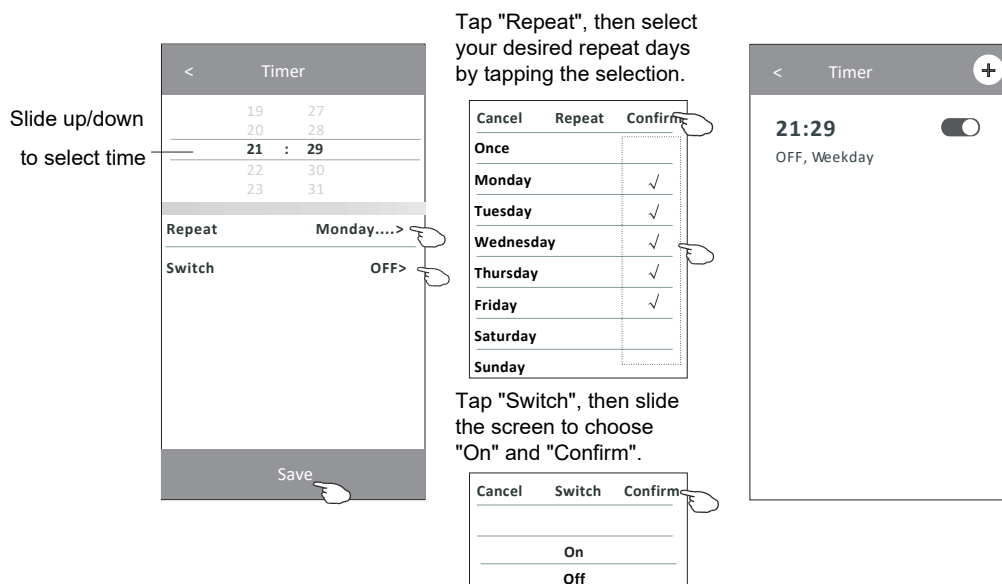 Slide up/down
to select time
< Timer
19 27
20 28
21 : 29
22 30
23 31
Repeat Monday....>
Switch OFF>
Save
Tap "Repeat", then select
your desired repeat days
by tapping the selection.
Cancel Repeat Confirm
Once
Monday √
Tuesday √
Wednesday √
Thursday √
Friday √
Saturday
Sunday
Tap "Switch", then slide
the screen to choose
"On" and "Confirm".
Cancel Switch Confirm
On
Off
< Timer +
21:29
OFF, Weekday